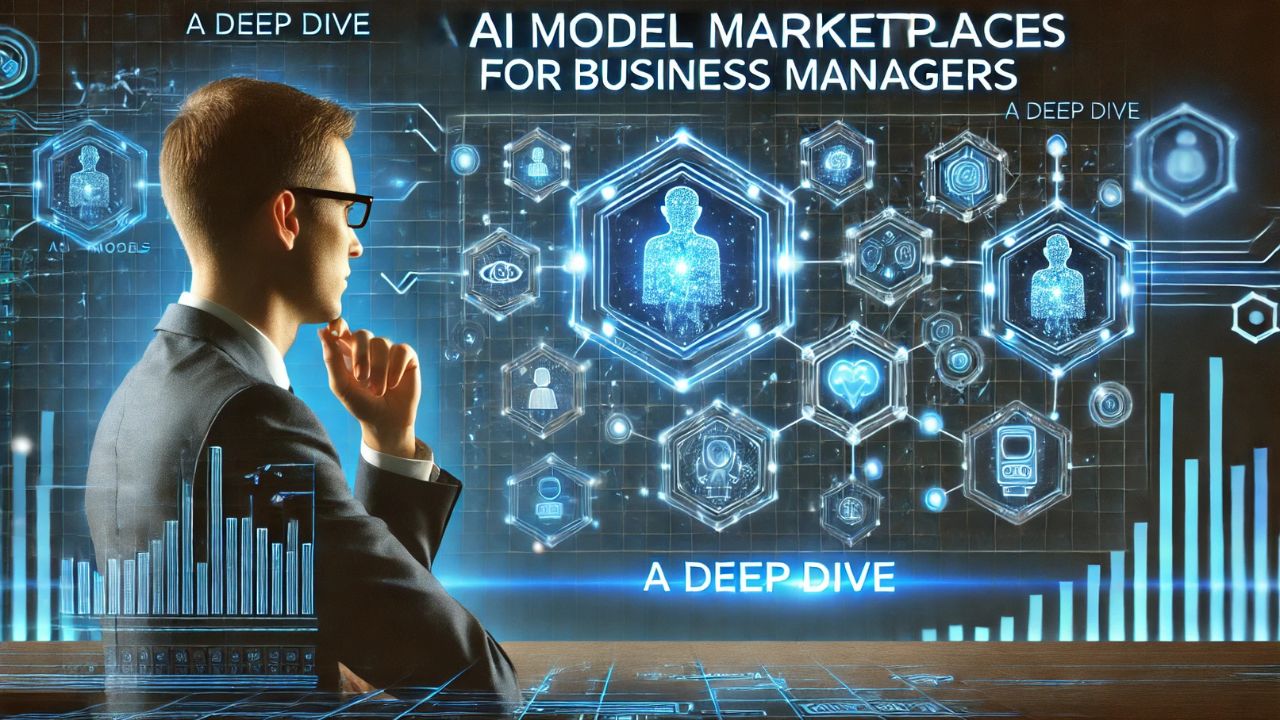 A DEEP DIVE
AI MODEL MARKETPLACES
FOR BUSINESS MANAGERS
A DEEP DIVE
A DEEP DIVE